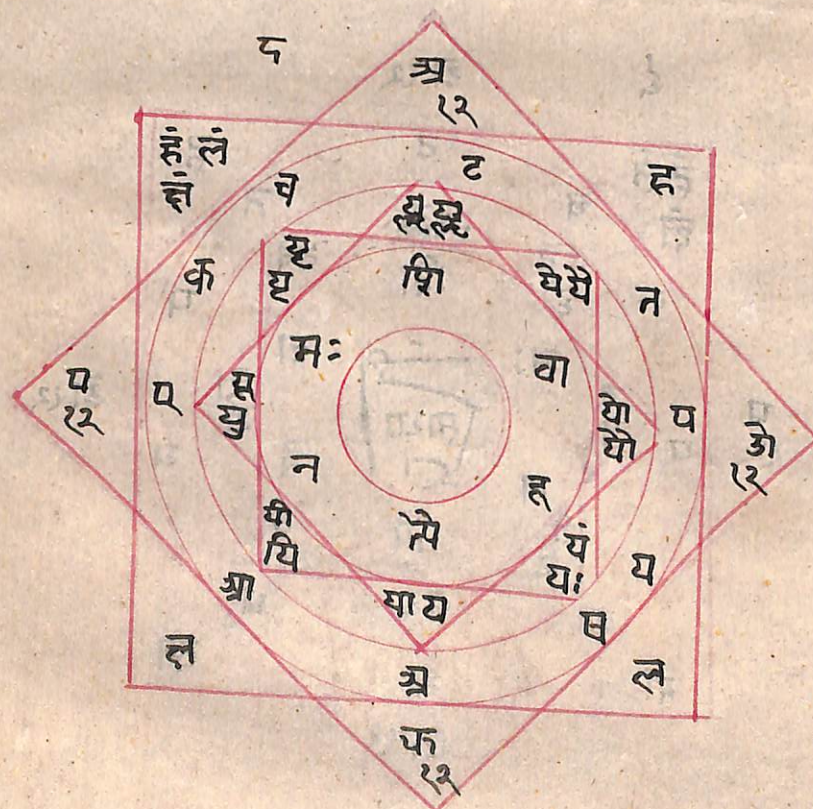 द
अ
१२
हं लं
क्षं
च
ट
ह
यॢ यॣ
यृ
यॄ
क
शि
ये यै
त
मः
वा
प
१२
प
यू
यु
यो
यौ
प
ओ
१२
न
ह
यी
यि
यं
यः
य
आ
या य
ष
ल
अ
ल
क
१२